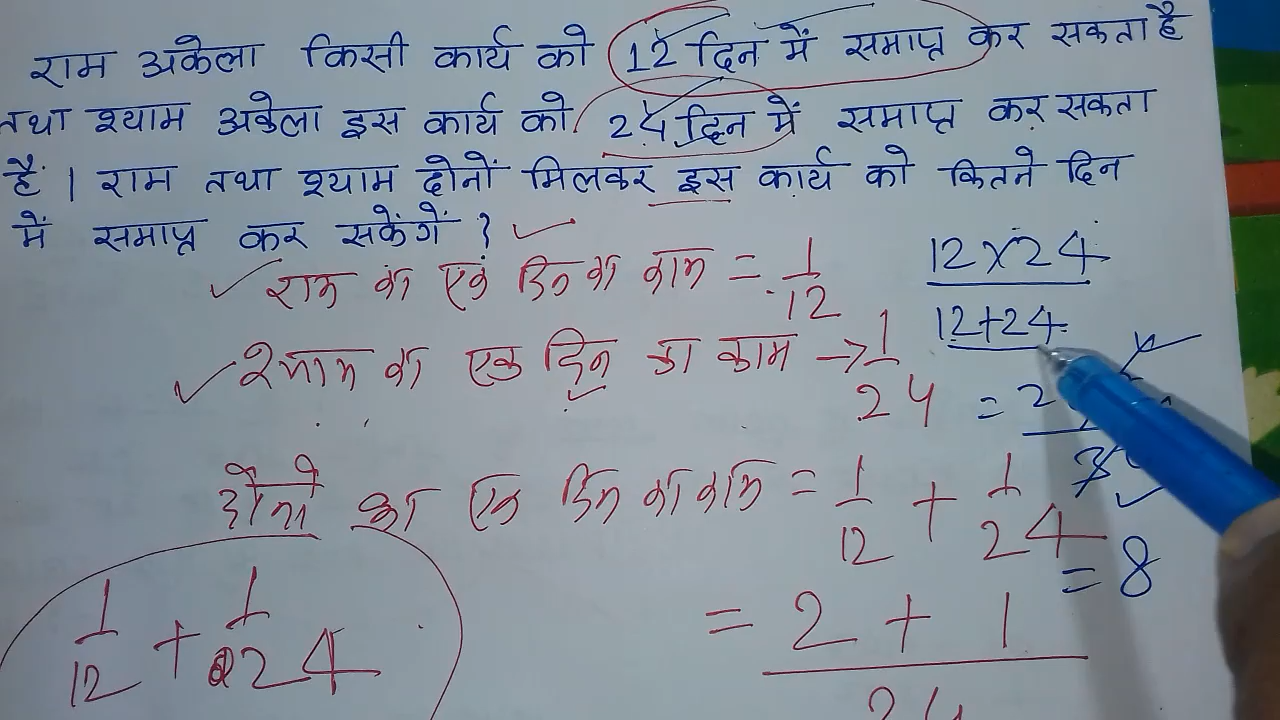 राम अकेला किसी कार्य को 12 दिन में समाप्त कर सकता है
तथा श्याम अकेला इस कार्य को 24 दिन में समाप्त कर सकता
है । राम तथा श्याम दोनों मिलकर इस कार्य को कितने दिन
में समाप्त कर सकेंगें ?
राम का एक दिन का काम = 1/12
श्याम का एक दिन का काम → 1/24
12×24
12+24
=
= 8
दोनों का एक दिन का काम = 1/12 + 1/24
= 2 + 1
24
1/12 + 1/24